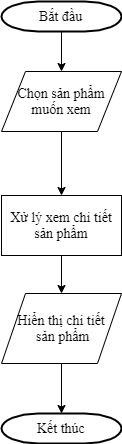 Bắt đầu
Chọn sản phẩm
muốn xem
Xử lý xem chi tiết
sản phẩm
Hiển thị chi tiết
sản phẩm
Kết thúc